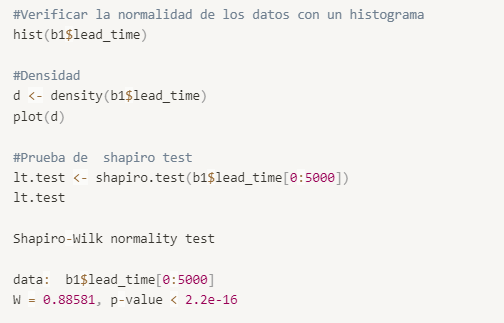 #Verificar la normalidad de los datos con un histograma
hist(b1$lead_time)
#Densidad
d <- density(b1$lead_time)
plot(d)
#Prueba de  shapiro test
lt.test <- shapiro.test(b1$lead_time[0:5000])
lt.test
Shapiro-Wilk normality test
data:  b1$lead_time[0:5000]
W = 0.88581, p-value < 2.2e-16